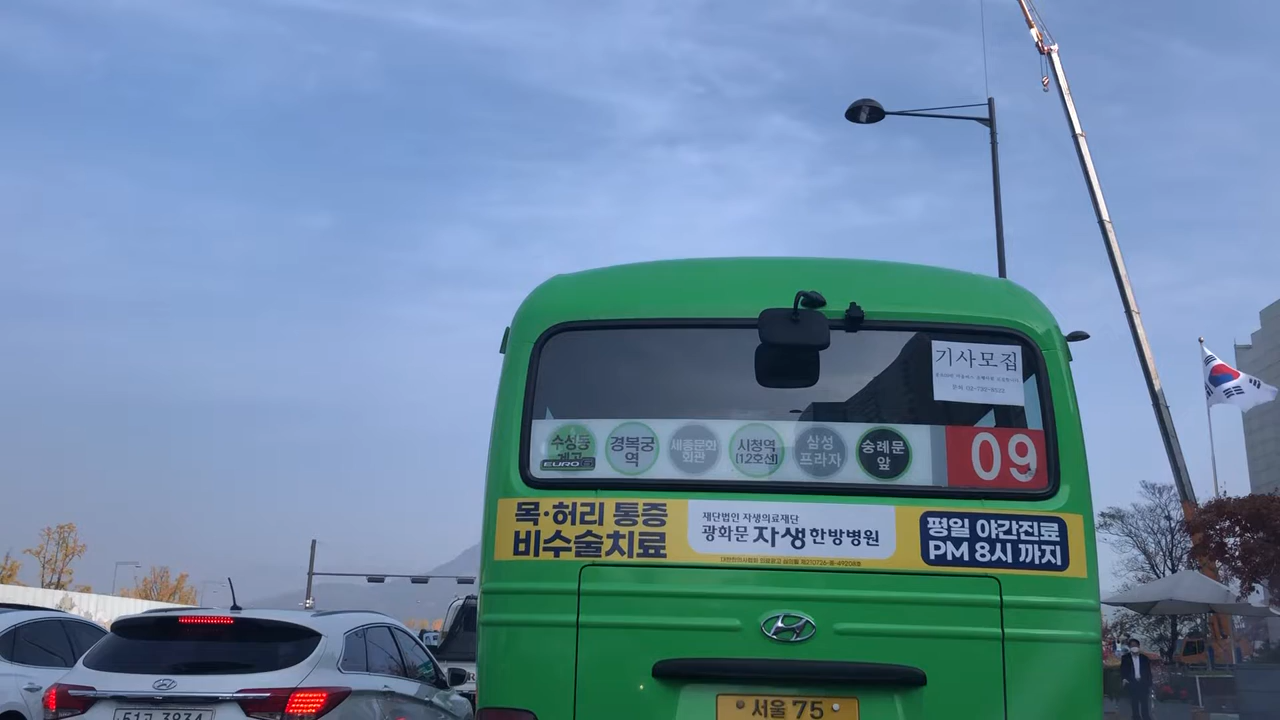 기사모집
수성동
계곡
EURO6
경복궁
역
세종문화
회관
시청역
(1,2호선)
삼성
프라자
숭례문
앞
09
목·허리 통증
비수술치료
재단법인 자생의료재단
광화문 자생한방병원
평일 야간진료
PM 8시 까지
서울 75